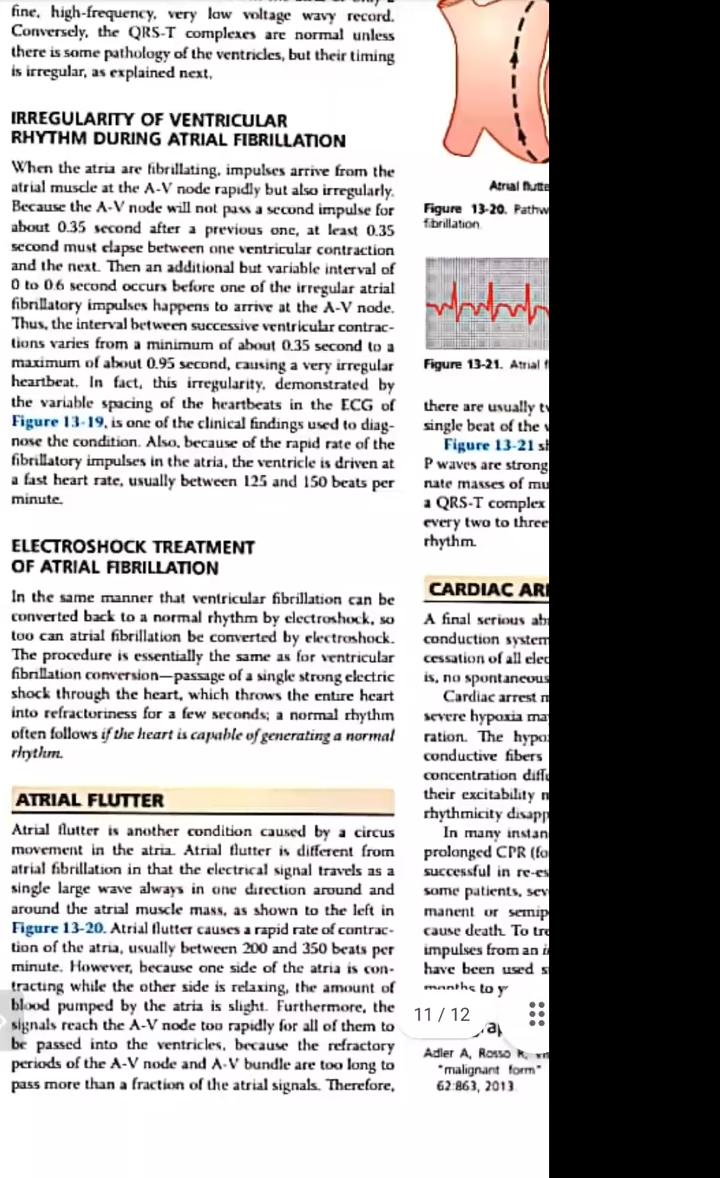 fine, high-frequency, very low voltage wavy record.
Conversely, the QRS-T complexes are normal unless
there is some pathology of the ventricles, but their timing
is irregular, as explained next.
IRREGULARITY OF VENTRICULAR
RHYTHM DURING ATRIAL FIBRILLATION
When the atria are fibrillating, impulses arrive from the
atrial muscle at the A-V node rapidly but also irregularly.
Because the A-V node will not pass a second impulse for
about 0.35 second after a previous one, at least 0.35
second must elapse between one ventricular contraction
and the next. Then an additional but variable interval of
0 to 0.6 second occurs before one of the irregular atrial
fibrillatory impulses happens to arrive at the A-V node.
Thus, the interval between successive ventricular contrac-
tions varies from a minimum of about 0.35 second to a
maximum of about 0.95 second, causing a very irregular
heartbeat. In fact, this irregularity, demonstrated by
the variable spacing of the heartbeats in the ECG of
Figure 13-19, is one of the clinical findings used to diag-
nose the condition. Also, because of the rapid rate of the
fibrillatory impulses in the atria, the ventricle is driven at
a fast heart rate, usually between 125 and 150 beats per
minute.
ELECTROSHOCK TREATMENT
OF ATRIAL FIBRILLATION
In the same manner that ventricular fibrillation can be
converted back to a normal rhythm by electroshock, so
too can atrial fibrillation be converted by electroshock.
The procedure is essentially the same as for ventricular
fibrillation conversion—passage of a single strong electric
shock through the heart, which throws the entire heart
into refractoriness for a few seconds; a normal rhythm
often follows if the heart is capable of generating a normal
rhythm.
ATRIAL FLUTTER
Atrial flutter is another condition caused by a circus
movement in the atria. Atrial flutter is different from
atrial fibrillation in that the electrical signal travels as a
single large wave always in one direction around and
around the atrial muscle mass, as shown to the left in
Figure 13-20. Atrial flutter causes a rapid rate of contrac-
tion of the atria, usually between 200 and 350 beats per
minute. However, because one side of the atria is con-
tracting while the other side is relaxing, the amount of
blood pumped by the atria is slight. Furthermore, the
signals reach the A-V node too rapidly for all of them to
be passed into the ventricles, because the refractory
periods of the A-V node and A-V bundle are too long to
pass more than a fraction of the atrial signals. Therefore,
Atrial flutte
Figure 13-20. Pathw
fibrillation.
Figure 13-21. Atrial f
there are usually t
single beat of the v
Figure 13-21 s
P waves are strong
nate masses of mu
a QRS-T complex
every two to three
rhythm.
CARDIAC ARR
A final serious ab
conduction system
cessation of all elec
is, no spontaneous
Cardiac arrest m
severe hypoxia ma
ration. The hypo
conductive fibers
concentration diffe
their excitability m
rhythmicity disapp
In many instan
prolonged CPR (fo
successful in re-es
some patients, sev
manent or semip
cause death. To tre
impulses from an i
have been used s
months to y
11 / 12
Adler A, Rosso R,
"malignant form"
62:863, 2013.